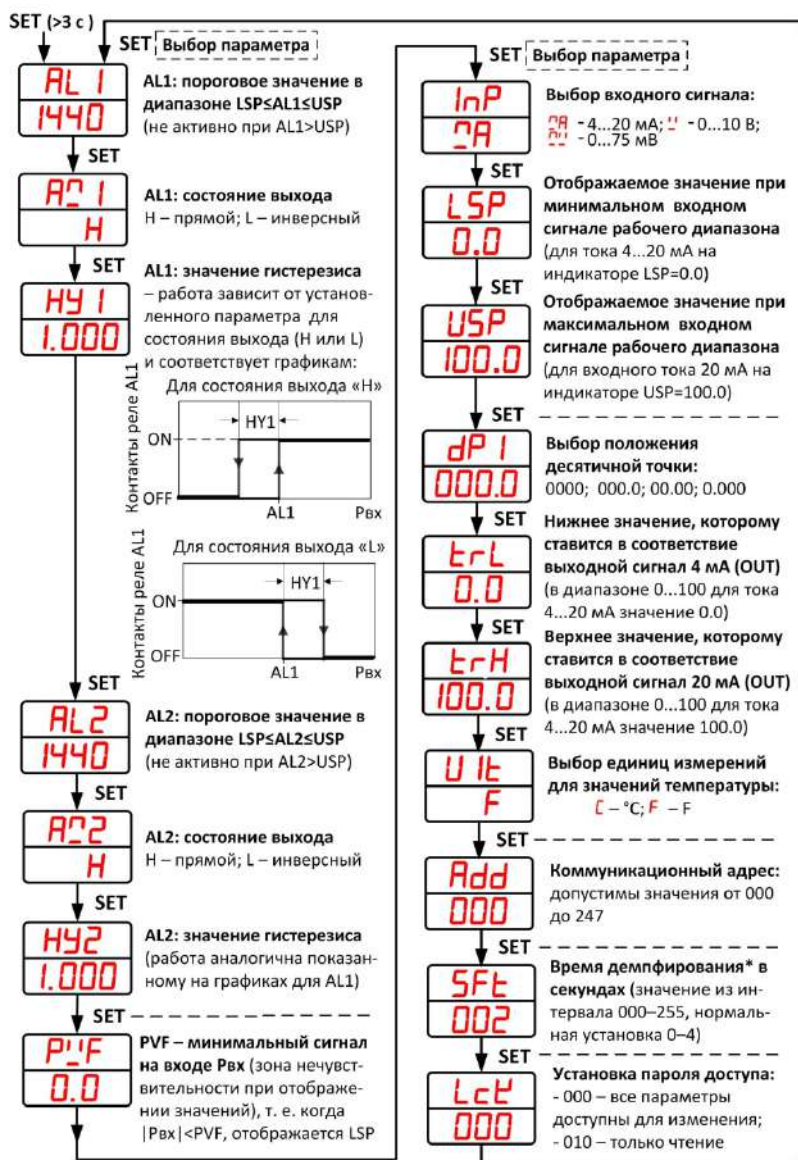 SET (>3 с)
SET Выбор параметра
AL1
1440
AL1: пороговое значение в
диапазоне LSP≤AL1≤USP
(не активно при AL1>USP)
SET
H
AL1: состояние выхода
H – прямой; L – инверсный
SET
HY1
1.000
AL1: значение гистерезиса
– работа зависит от установ-
ленного параметра для
состояния выхода (H или L)
и соответствует графикам:
Для состояния выхода «H»
Контакты реле AL1
HY1
ON
OFF
AL1
Pвх
Для состояния выхода «L»
Контакты реле AL1
HY1
ON
OFF
AL1
Pвх
SET
AL2
1440
AL2: пороговое значение в
диапазоне LSP≤AL2≤USP
(не активно при AL2>USP)
SET
H
AL2: состояние выхода
H – прямой; L – инверсный
SET
HY2
1.000
AL2: значение гистерезиса
(работа аналогична показан-
ному на графиках для AL1)
SET
PVF
0.0
PVF – минимальный сигнал
на входе Рвх (зона нечувст-
вительности при отображе-
нии значений), т. е. когда
|Рвх|<PVF, отображается LSP
SET Выбор параметра
InP
Выбор входного сигнала:
- 4...20 мА; - 0...10 В;
- 0...75 мВ
SET
LSP
0.0
Отображаемое значение при
минимальном входном
сигнале рабочего диапазона
(для тока 4...20 мА на
индикаторе LSP=0.0)
SET
USP
100.0
Отображаемое значение при
максимальном входном
сигнале рабочего диапазона
(для входного тока 20 мА на
индикаторе USP=100.0)
SET
dP1
000.0
Выбор положения
десятичной точки:
0000; 000.0; 00.00; 0.000
SET
trL
0.0
Нижнее значение, которому
ставится в соответствие
выходной сигнал 4 мА (OUT)
(в диапазоне 0...100 для тока
4...20 мА значение 0.0)
SET
trH
100.0
Верхнее значение, которому
ставится в соответствие
выходной сигнал 20 мА (OUT)
(в диапазоне 0...100 для тока
4...20 мА значение 100.0)
SET
U1t
F
Выбор единиц измерений
для значений температуры:
C – °C; F – F
SET
Add
000
Коммуникационный адрес:
допустимы значения от 000
до 247
SET
SFt
002
Время демпфирования* в
секундах (значение из ин-
тервала 000–255, нормаль-
ная установка 0–4)
SET
Lck
000
Установка пароля доступа:
- 000 – все параметры
доступны для изменения;
- 010 – только чтение